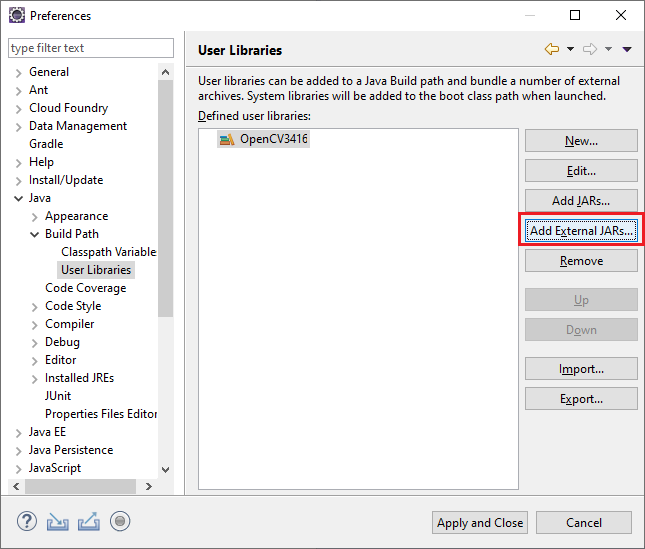 Preferences
type filter text
General
Ant
Cloud Foundry
Data Management
Gradle
Help
Install/Update
Java
Appearance
Build Path
Classpath Variable
User Libraries
Code Coverage
Code Style
Compiler
Debug
Editor
Installed JREs
JUnit
Properties Files Editor
Java EE
Java Persistence
JavaScript
User Libraries
User libraries can be added to a Java Build path and bundle a number of external
archives. System libraries will be added to the boot class path when launched.
Defined user libraries:
OpenCV3416
New...
Edit...
Add JARs...
Add External JARs...
Remove
Up
Down
Import...
Export...
?
Apply and Close
Cancel